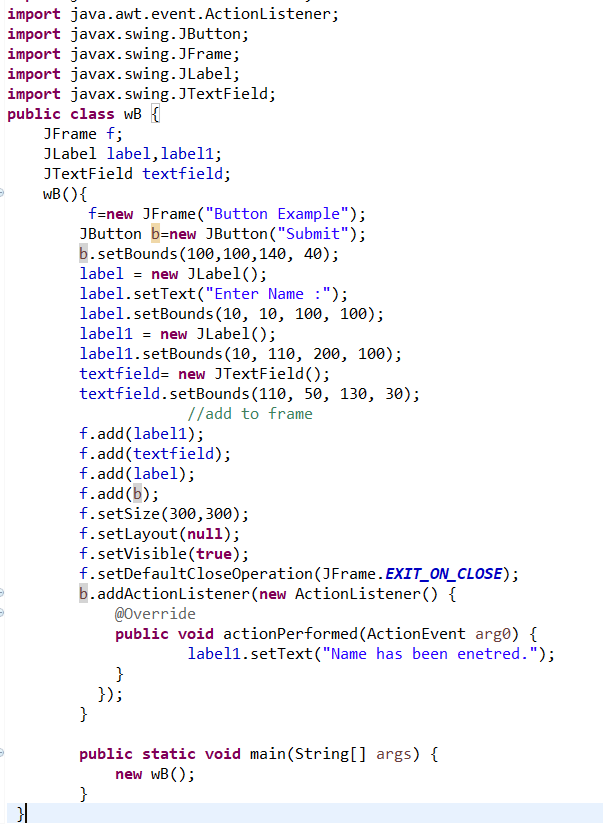 import java.awt.event.ActionListener;
import javax.swing.JButton;
import javax.swing.JFrame;
import javax.swing.JLabel;
import javax.swing.JTextField;
public class wB {
JFrame f;
JLabel label,label1;
JTextField textfield;
wB(){
f=new JFrame("Button Example");
JButton b=new JButton("Submit");
b.setBounds(100,100,140, 40);
label = new JLabel();
label.setText("Enter Name :");
label.setBounds(10, 10, 100, 100);
label1 = new JLabel();
label1.setBounds(10, 110, 200, 100);
textfield= new JTextField();
textfield.setBounds(110, 50, 130, 30);
//add to frame
f.add(label1);
f.add(textfield);
f.add(label);
f.add(b);
f.setSize(300,300);
f.setLayout(null);
f.setVisible(true);
f.setDefaultCloseOperation(JFrame.EXIT_ON_CLOSE);
b.addActionListener(new ActionListener() {
@Override
public void actionPerformed(ActionEvent arg0) {
label1.setText("Name has been enetred.");
}
});
}
public static void main(String[] args) {
new wB();
}
}